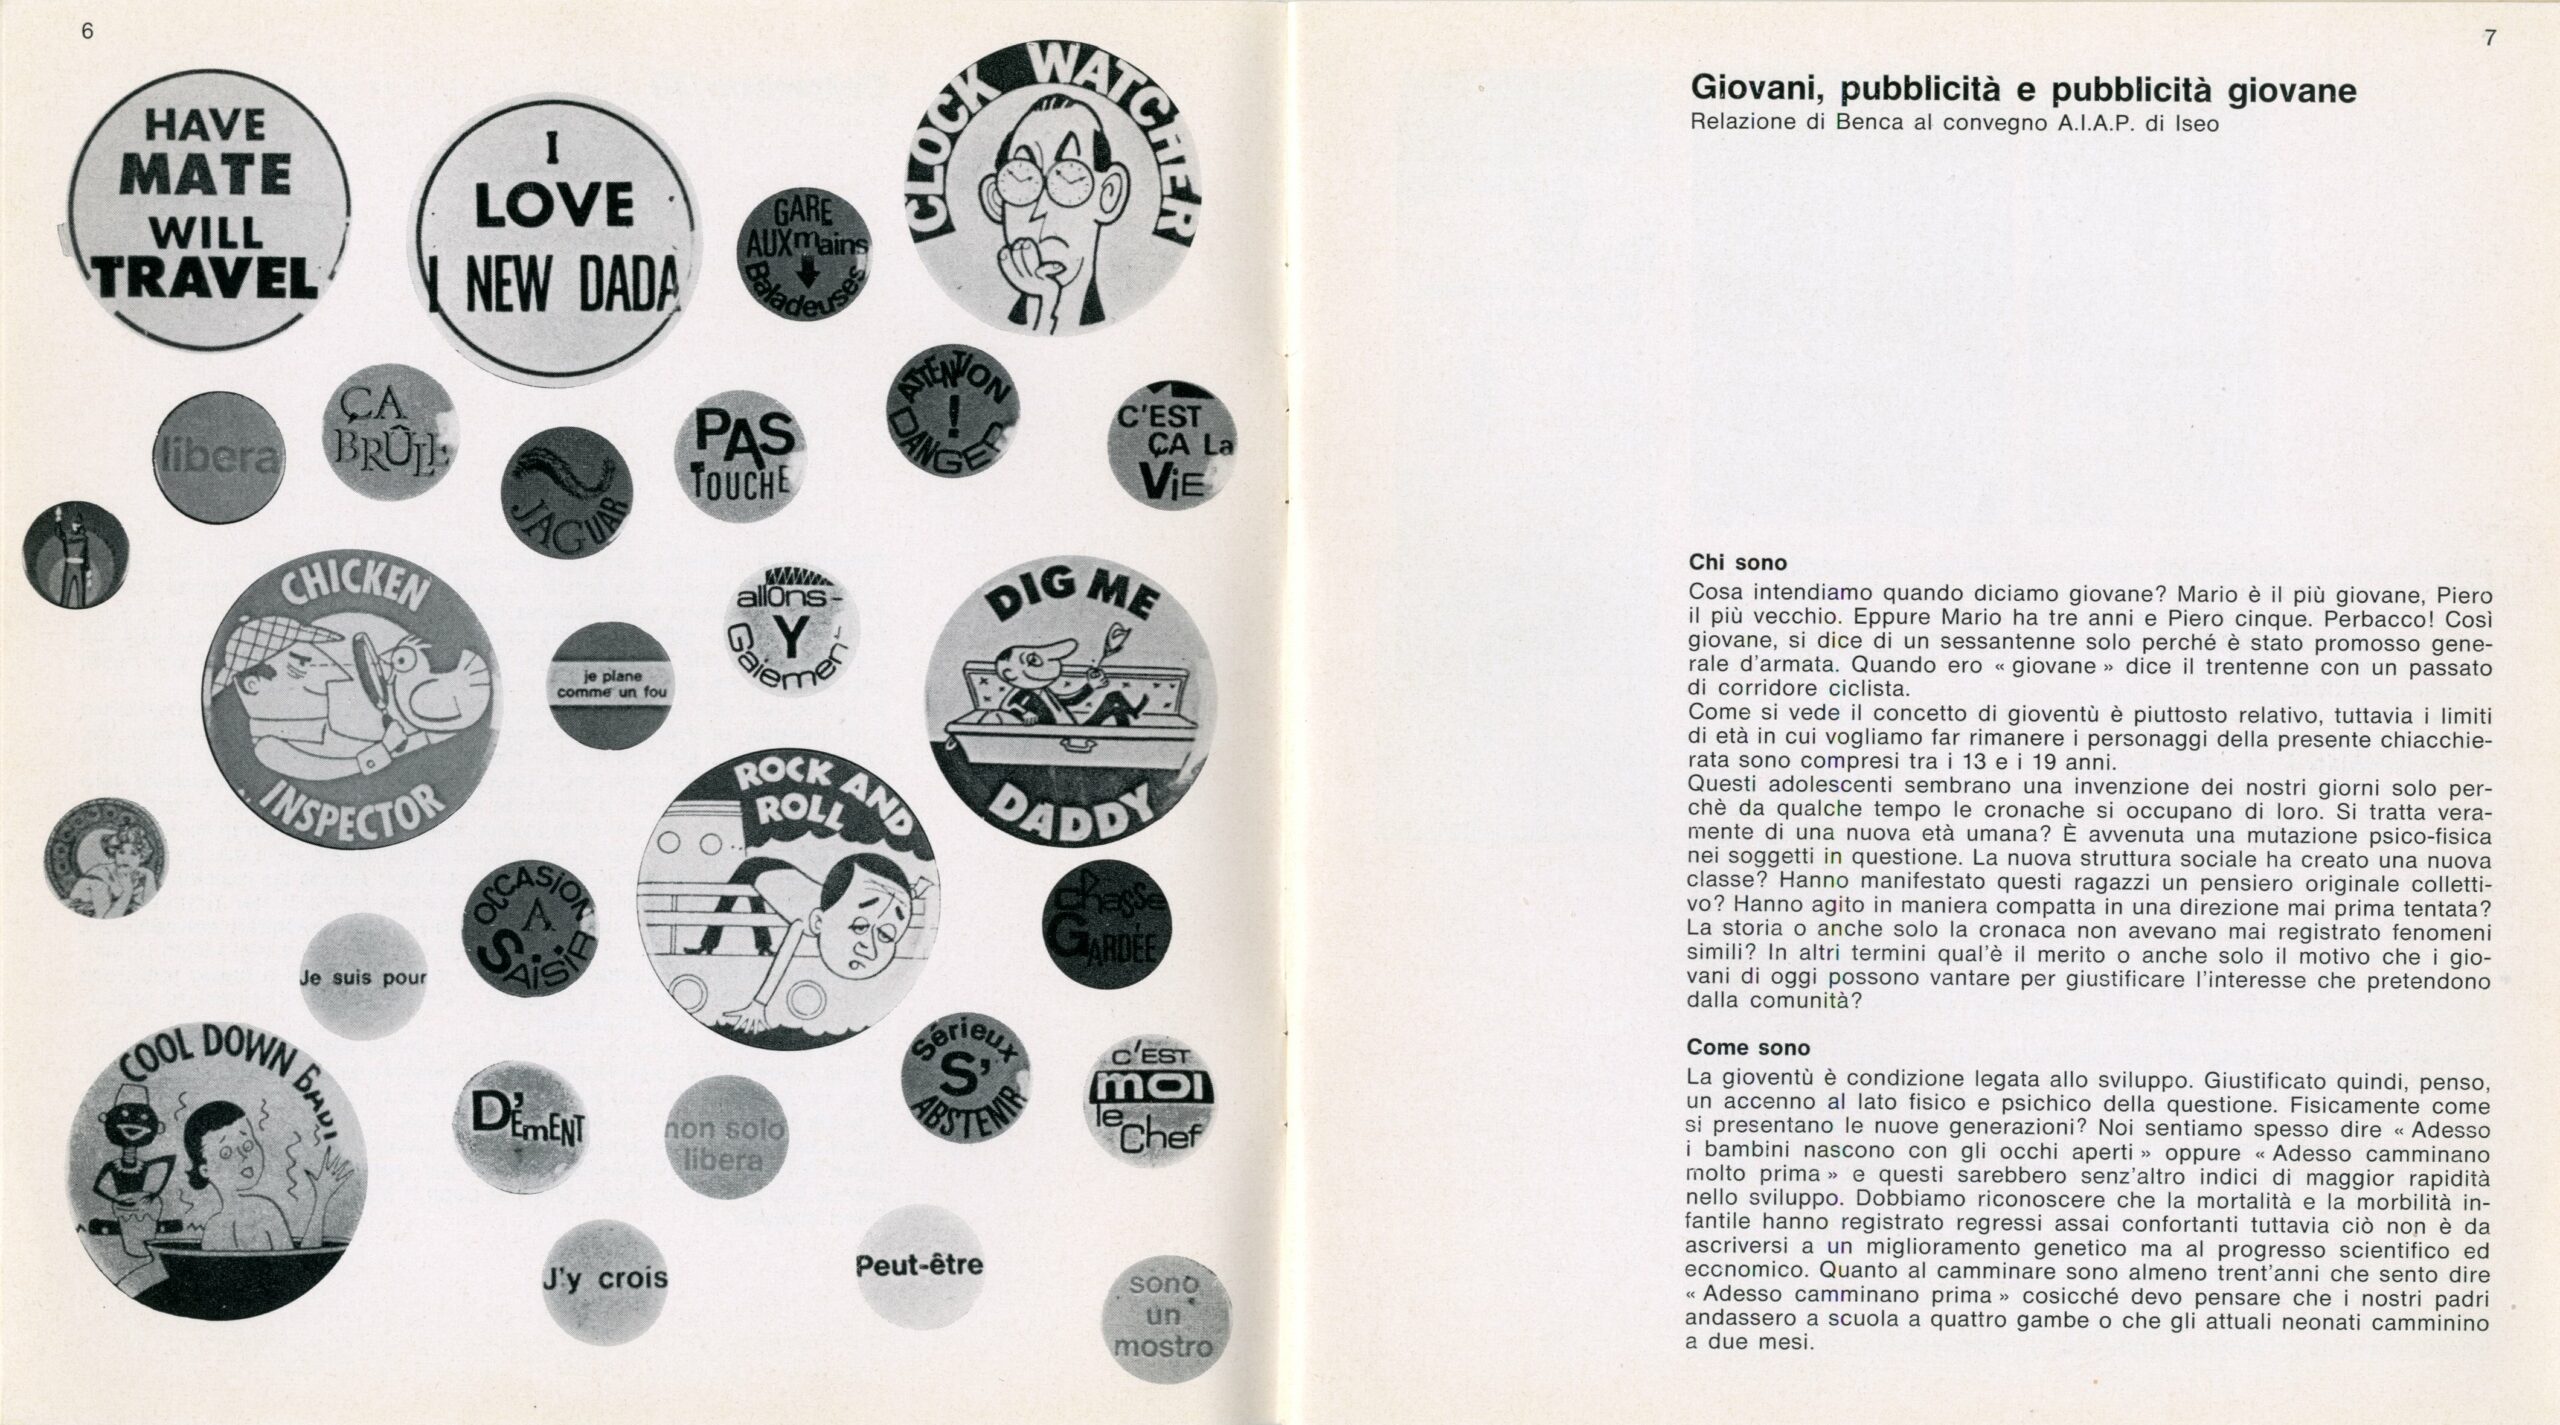 6
HAVE
MATE
WILL
TRAVEL
I
LOVE
I NEW DADA
GARE
AUX mains
Baladeuses
CLOCK WATCHER
libera
ÇA
BRÛLE
JAGUAR
PAS
TOUCHE
ATTENTION
!
DANGER
C'EST
ÇA La
ViE
CHICKEN
INSPECTOR
je plane
comme un fou
allons-
Y
Gaiement
DIG ME
DADDY
ROCK AND
ROLL
OCCASION
A
SAiSiR
Chasse
GARDÉE
Je suis pour
COOL DOWN
D'ÉmENT
non solo
libera
Sérieux
S'
ABSTENIR
C'EST
moi
le
Chef
J'y crois
Peut-être
sono
un
mostro
7
Giovani, pubblicità e pubblicità giovane
Relazione di Benca al convegno A.I.A.P. di Iseo
Chi sono
Cosa intendiamo quando diciamo giovane? Mario è il più giovane, Piero
il più vecchio. Eppure Mario ha tre anni e Piero cinque. Perbacco! Così
giovane, si dice di un sessantenne solo perché è stato promosso gene-
rale d'armata. Quando ero « giovane » dice il trentenne con un passato
di corridore ciclista.
Come si vede il concetto di gioventù è piuttosto relativo, tuttavia i limiti
di età in cui vogliamo far rimanere i personaggi della presente chiacchie-
rata sono compresi tra i 13 e i 19 anni.
Questi adolescenti sembrano una invenzione dei nostri giorni solo per-
chè da qualche tempo le cronache si occupano di loro. Si tratta vera-
mente di una nuova età umana? È avvenuta una mutazione psico-fisica
nei soggetti in questione. La nuova struttura sociale ha creato una nuova
classe? Hanno manifestato questi ragazzi un pensiero originale colletti-
vo? Hanno agito in maniera compatta in una direzione mai prima tentata?
La storia o anche solo la cronaca non avevano mai registrato fenomeni
simili? In altri termini qual'è il merito o anche solo il motivo che i gio-
vani di oggi possono vantare per giustificare l'interesse che pretendono
dalla comunità?
Come sono
La gioventù è condizione legata allo sviluppo. Giustificato quindi, penso,
un accenno al lato fisico e psichico della questione. Fisicamente come
si presentano le nuove generazioni? Noi sentiamo spesso dire « Adesso
i bambini nascono con gli occhi aperti » oppure « Adesso camminano
molto prima » e questi sarebbero senz'altro indici di maggior rapidità
nello sviluppo. Dobbiamo riconoscere che la mortalità e la morbilità in-
fantile hanno registrato regressi assai confortanti tuttavia ciò non è da
ascriversi a un miglioramento genetico ma al progresso scientifico ed
economico. Quanto al camminare sono almeno trent'anni che sento dire
« Adesso camminano prima » cosicché devo pensare che i nostri padri
andassero a scuola a quattro gambe o che gli attuali neonati camminino
a due mesi.